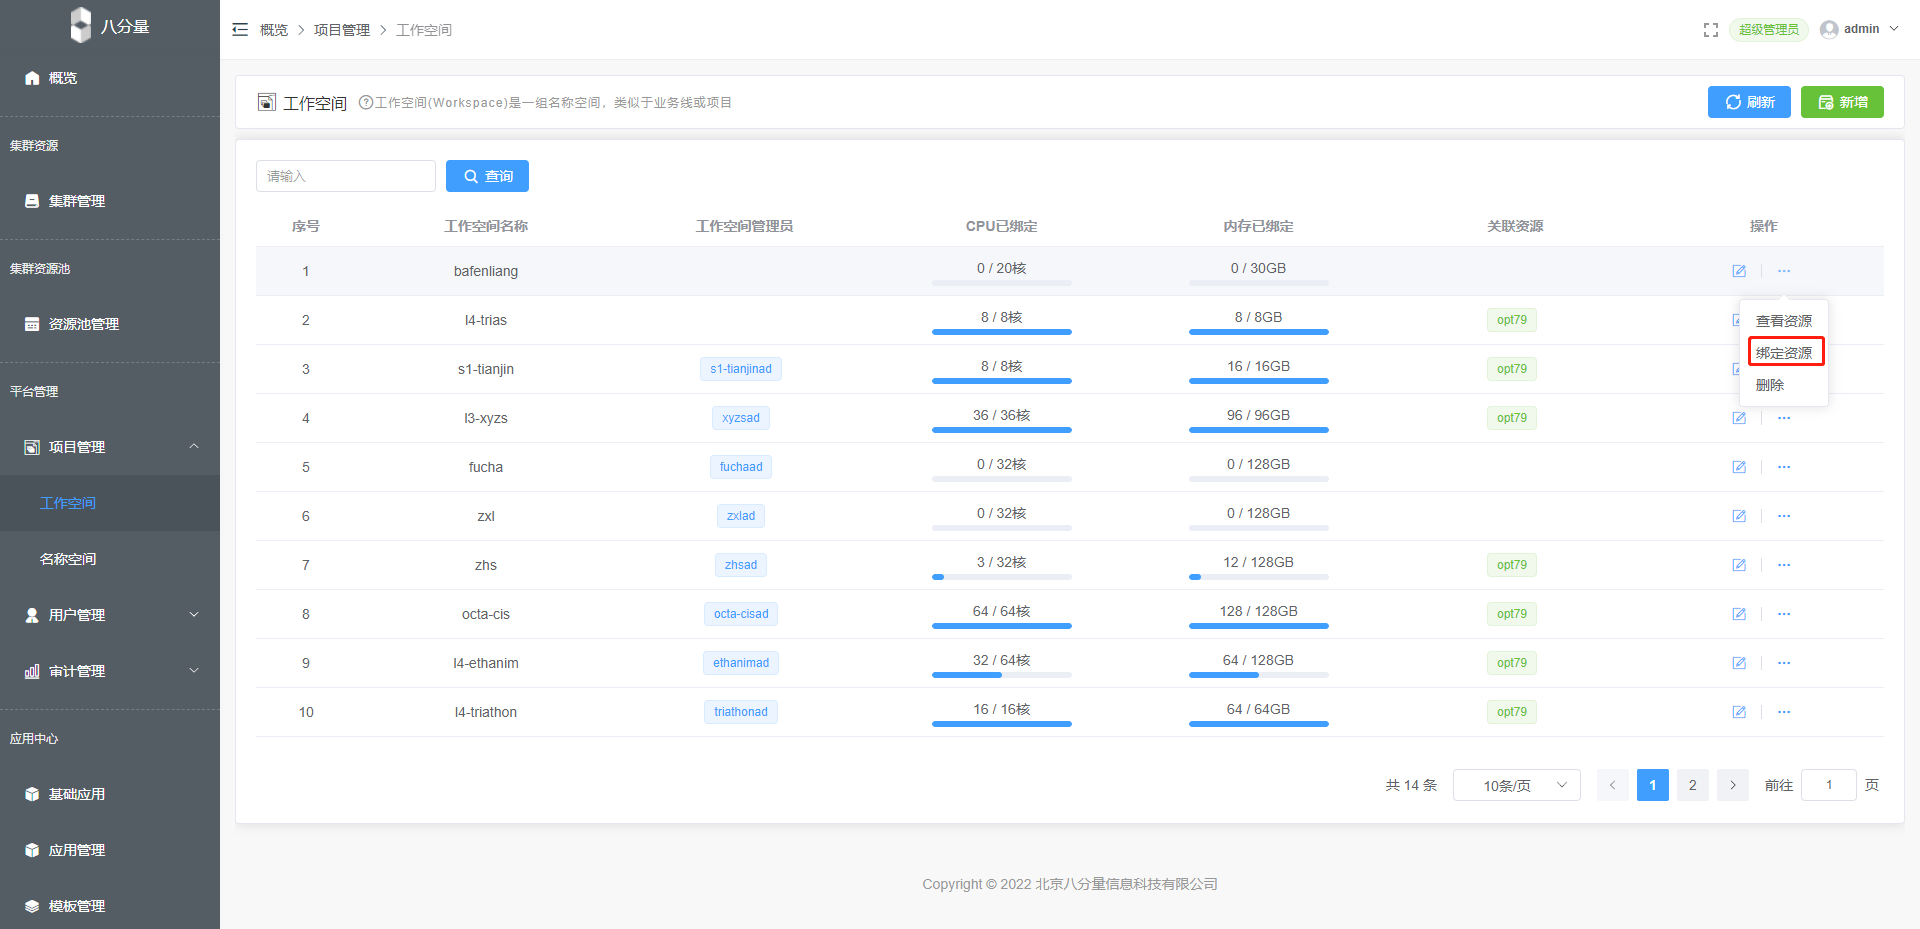 八分量
概览
集群资源
集群管理
集群资源池
资源池管理
平台管理
项目管理
工作空间
名称空间
用户管理
审计管理
应用中心
基础应用
应用管理
模板管理
概览 > 项目管理 > 工作空间
超级管理员 admin
工作空间 ?工作空间(Workspace)是一组名称空间，类似于业务线或项目
刷新 新增
请输入 查询
序号 工作空间名称 工作空间管理员 CPU已绑定 内存已绑定 关联资源 操作
1 bafenliang 0 / 20核 0 / 30GB
2 l4-trias 8 / 8核 8 / 8GB opt79
3 s1-tianjin s1-tianjinad 8 / 8核 16 / 16GB opt79
4 l3-xyzs xyzsad 36 / 36核 96 / 96GB opt79
5 fucha fuchaad 0 / 32核 0 / 128GB
6 zxl zxlad 0 / 32核 0 / 128GB
7 zhs zhsad 3 / 32核 12 / 128GB opt79
8 octa-cis octa-cisad 64 / 64核 128 / 128GB opt79
9 l4-ethanim ethanimad 32 / 64核 64 / 128GB opt79
10 l4-triathon triathonad 16 / 16核 64 / 64GB opt79
查看资源
绑定资源
删除
共 14 条 10条/页 < 1 2 > 前往 1 页
Copyright © 2022 北京八分量信息科技有限公司